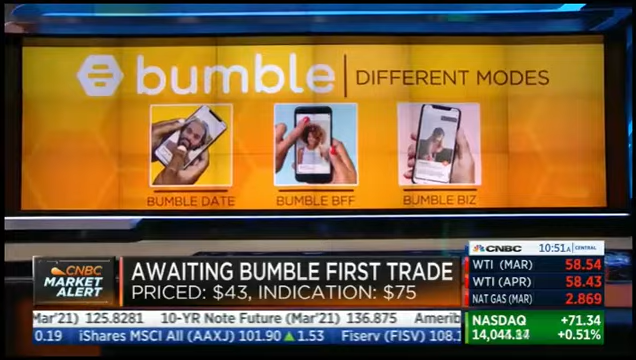 bumble DIFFERENT MODES
BUMBLE DATE BUMBLE BFF BUMBLE BIZ
CNBC
MARKET
ALERT
AWAITING BUMBLE FIRST TRADE
PRICED: $43, INDICATION: $75
CNBC 10:51A CENTRAL
WTI (MAR) 58.54
WTI (APR) 58.43
NAT GAS (MAR) 2.869
NASDAQ +71.34
+0.51%
Mar'21) 125.8281 10-YR Note Future (Mar'21) 136.875 Amerib
0.19 iShares MSCI All (AAXJ) 101.90 ▲ 1.53 Fiserv (FISV) 108.1